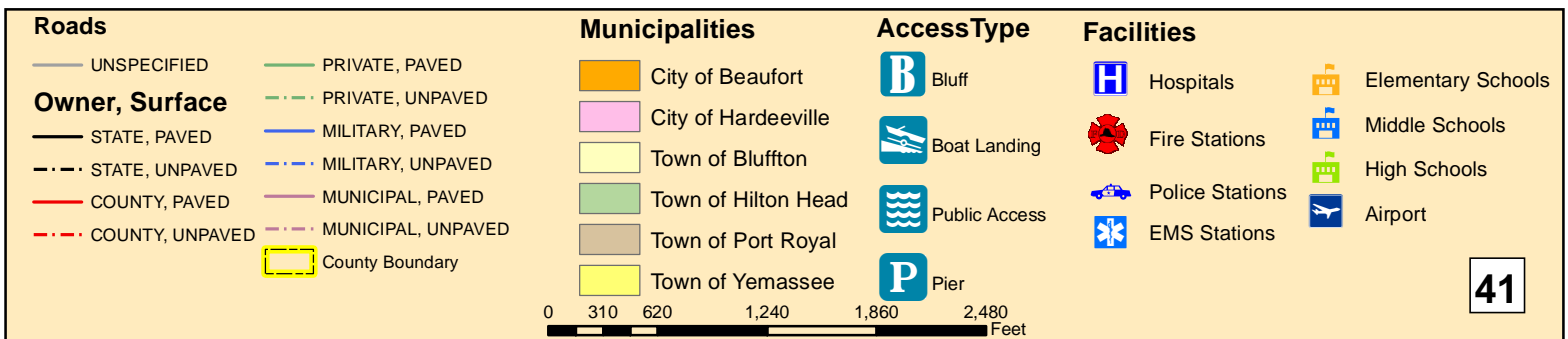 Roads
UNSPECIFIED
Owner, Surface
STATE, PAVED
STATE, UNPAVED
COUNTY, PAVED
COUNTY, UNPAVED
PRIVATE, PAVED
PRIVATE, UNPAVED
MILITARY, PAVED
MILITARY, UNPAVED
MUNICIPAL, PAVED
MUNICIPAL, UNPAVED
County Boundary
Municipalities
City of Beaufort
City of Hardeeville
Town of Bluffton
Town of Hilton Head
Town of Port Royal
Town of Yemassee
AccessType
B Bluff
Boat Landing
Public Access
P Pier
Facilities
H Hospitals
Fire Stations
Police Stations
EMS Stations
Elementary Schools
Middle Schools
High Schools
Airport
41
0 310 620 1,240 1,860 2,480
Feet